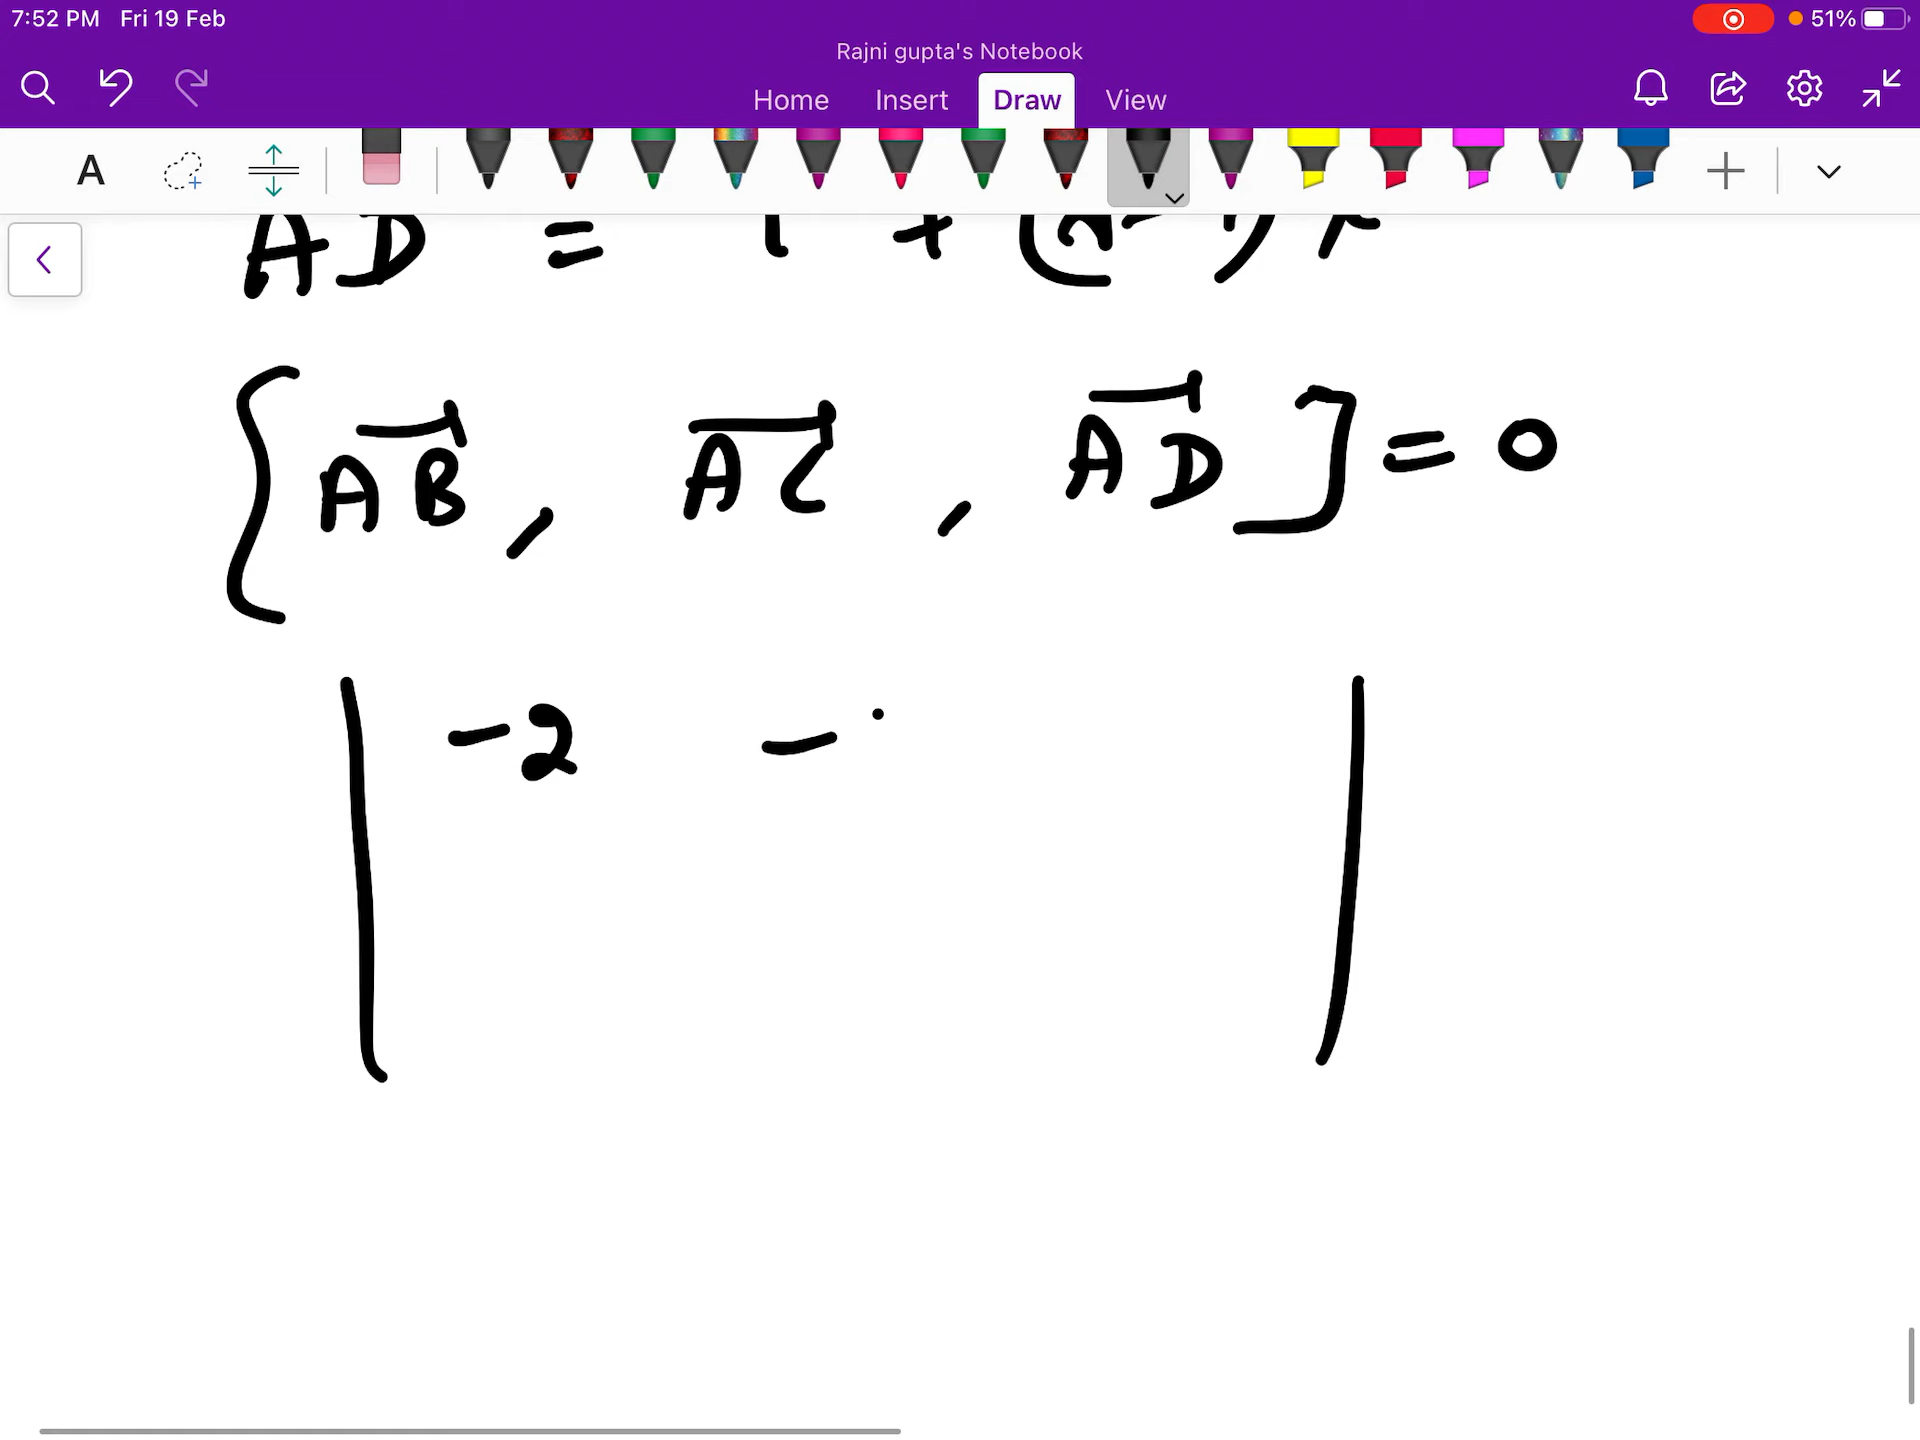 7:52 PM Fri 19 Feb
51%
Rajni gupta's Notebook
Home Insert Draw View
A
AD = + (
[AB, AC, AD] = 0
-2 -